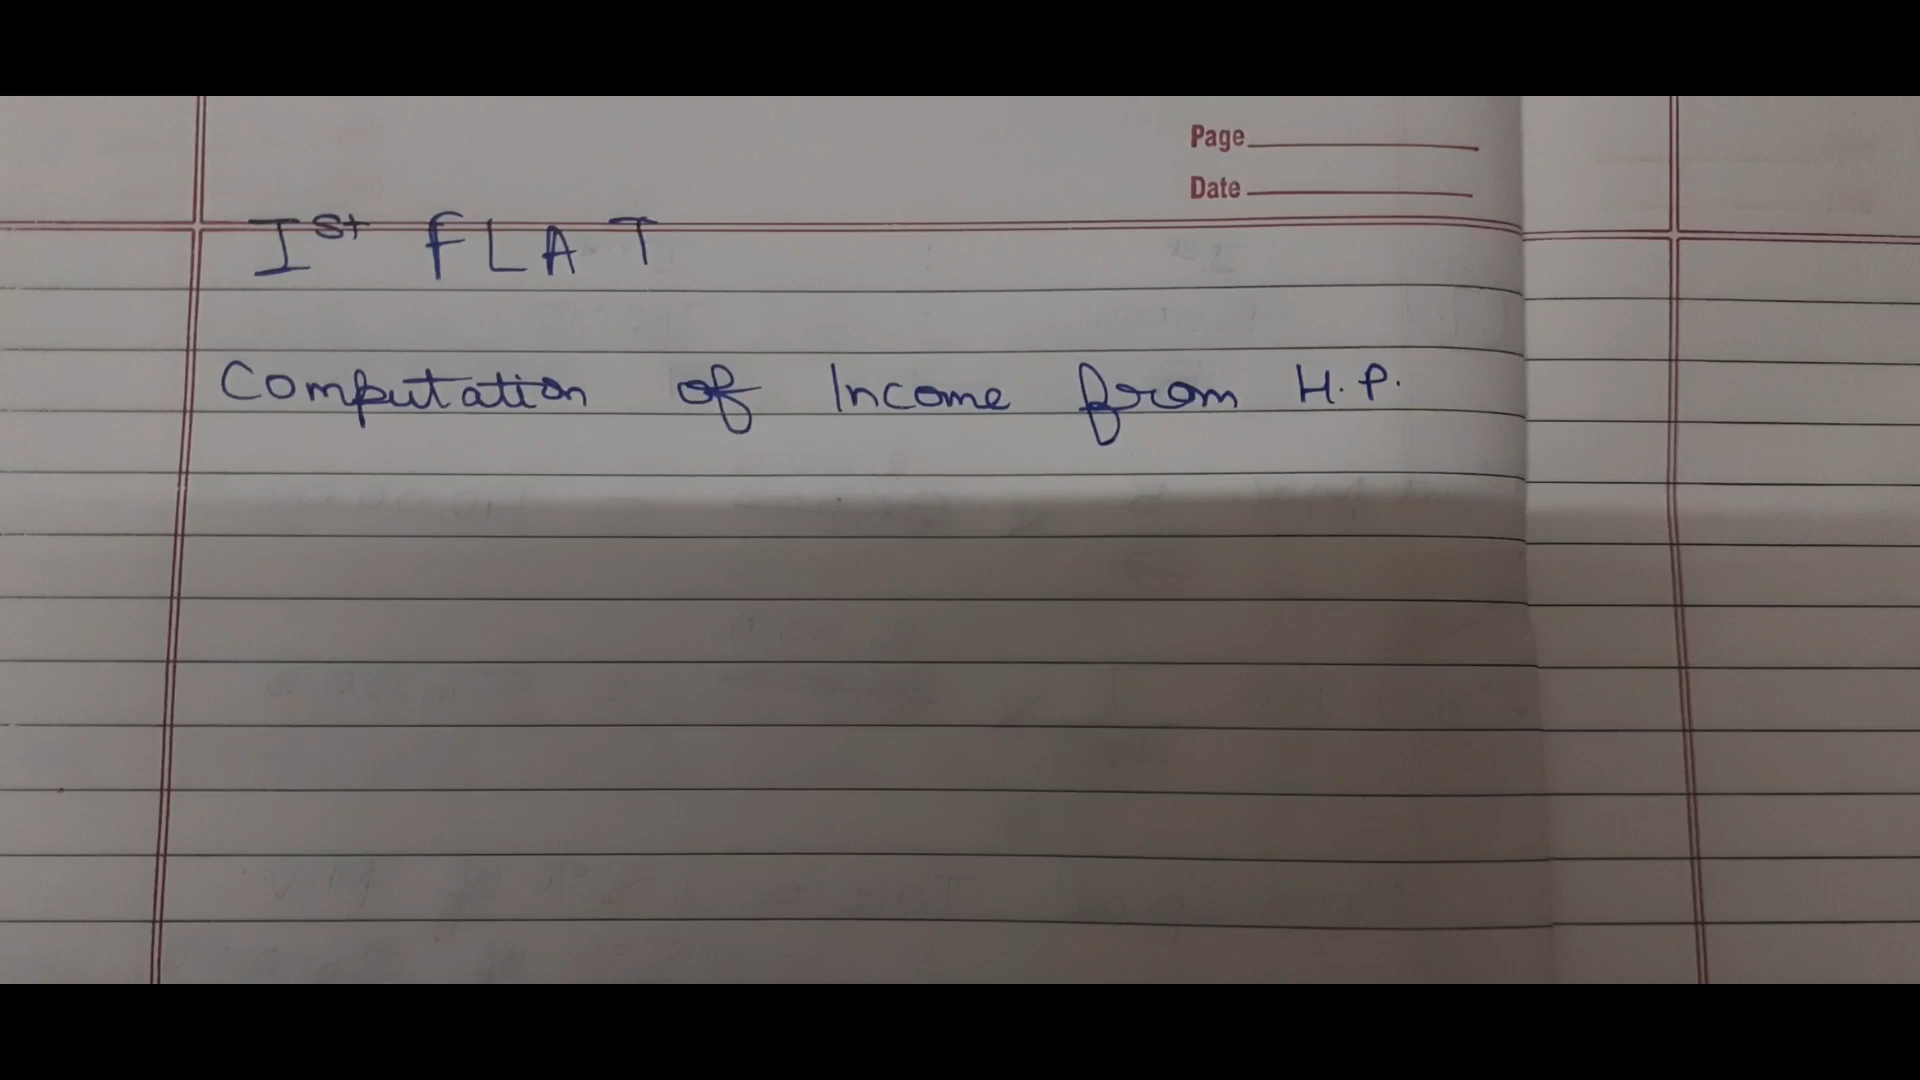 Page
Date
Ist FLAT
Computation of Income from H.P.